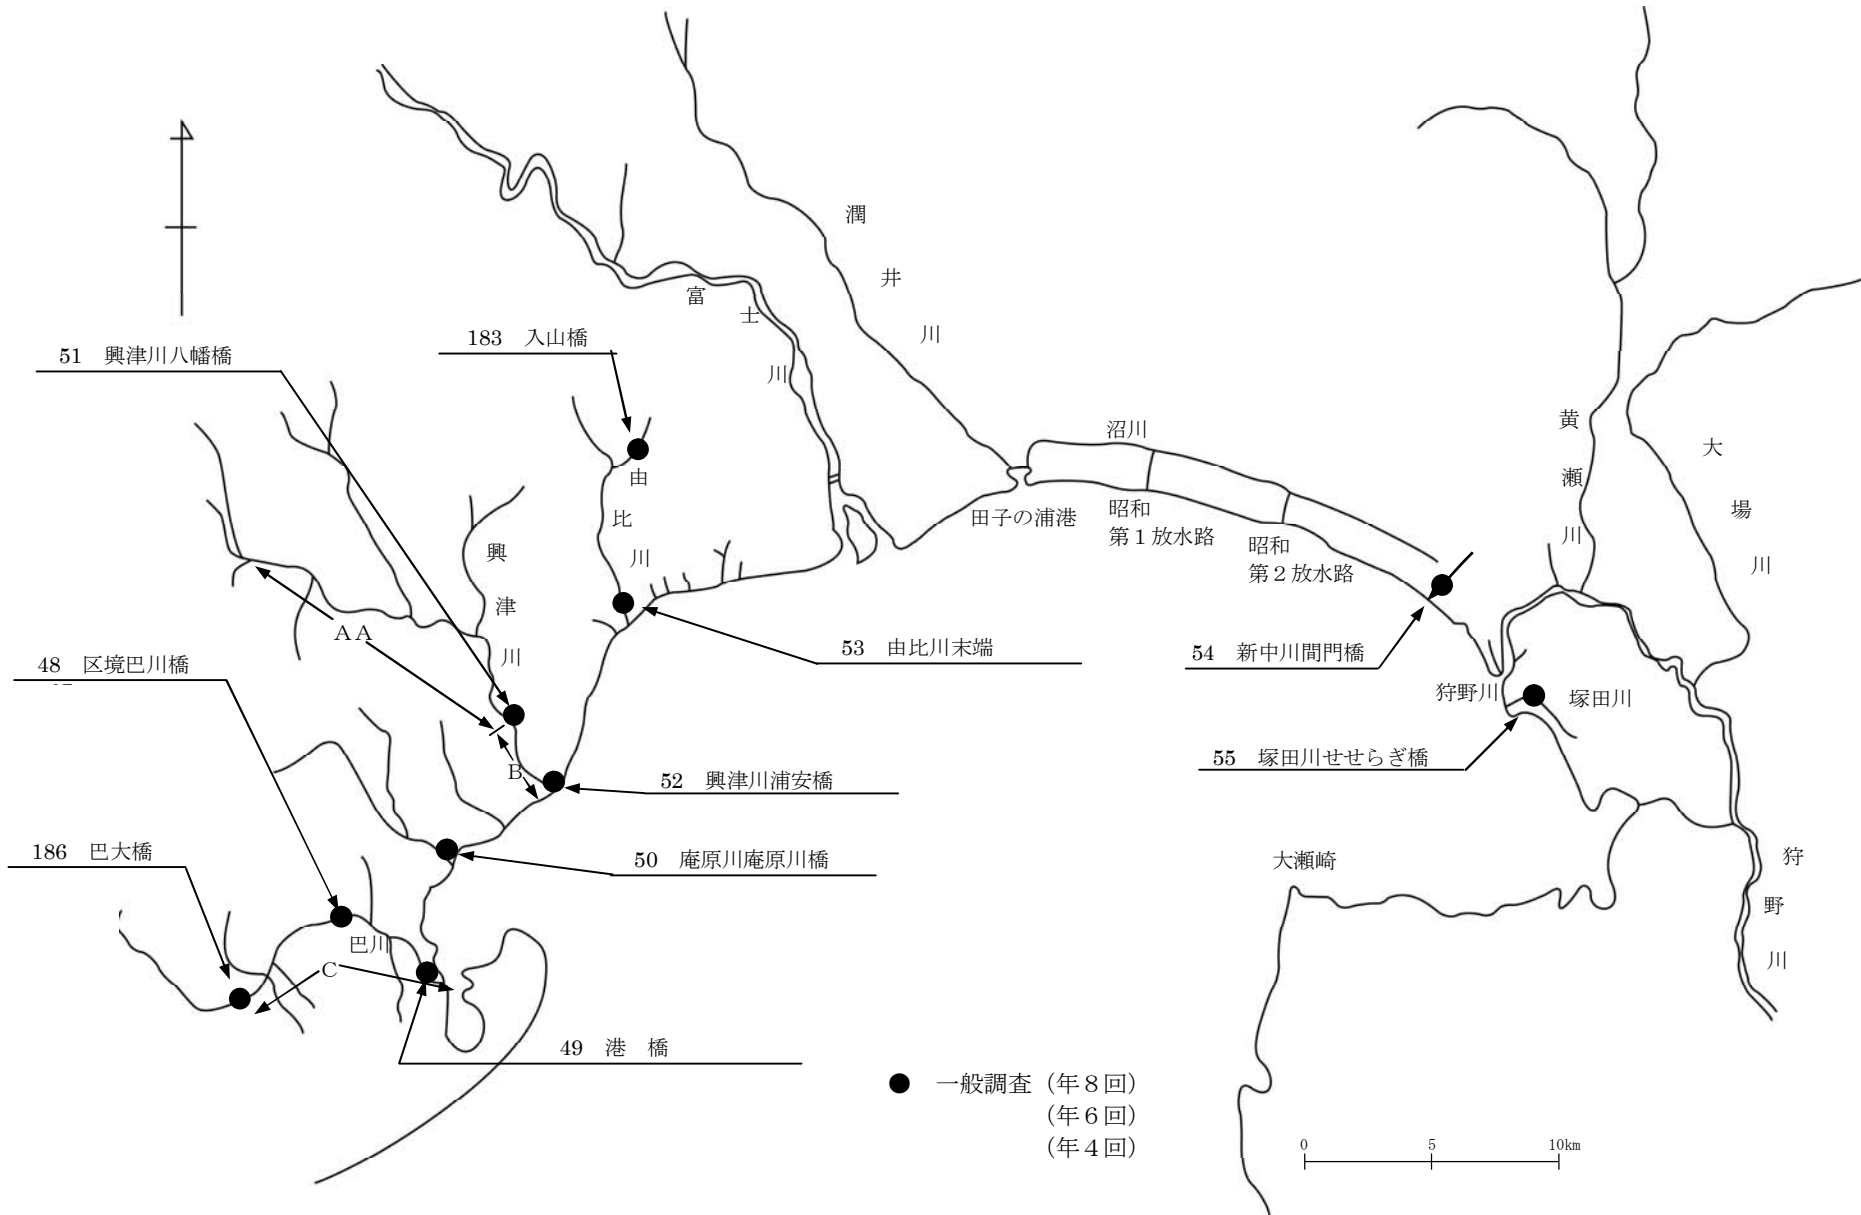 潤井川
富士川
183 入山橋
51 興津川八幡橋
黄瀬川
大場川
沼川
由比川
田子の浦港
昭和
第１放水路
昭和
第２放水路
興津川
ＡＡ
53 由比川末端
54 新中川間門橋
48 区境巴川橋
狩野川
塚田川
55 塚田川せせらぎ橋
Ｂ
52 興津川浦安橋
186 巴大橋
50 庵原川庵原川橋
大瀬崎
狩野川
巴川
Ｃ
49 港 橋
● 一般調査（年８回）
（年６回）
（年４回）
0 5 10km